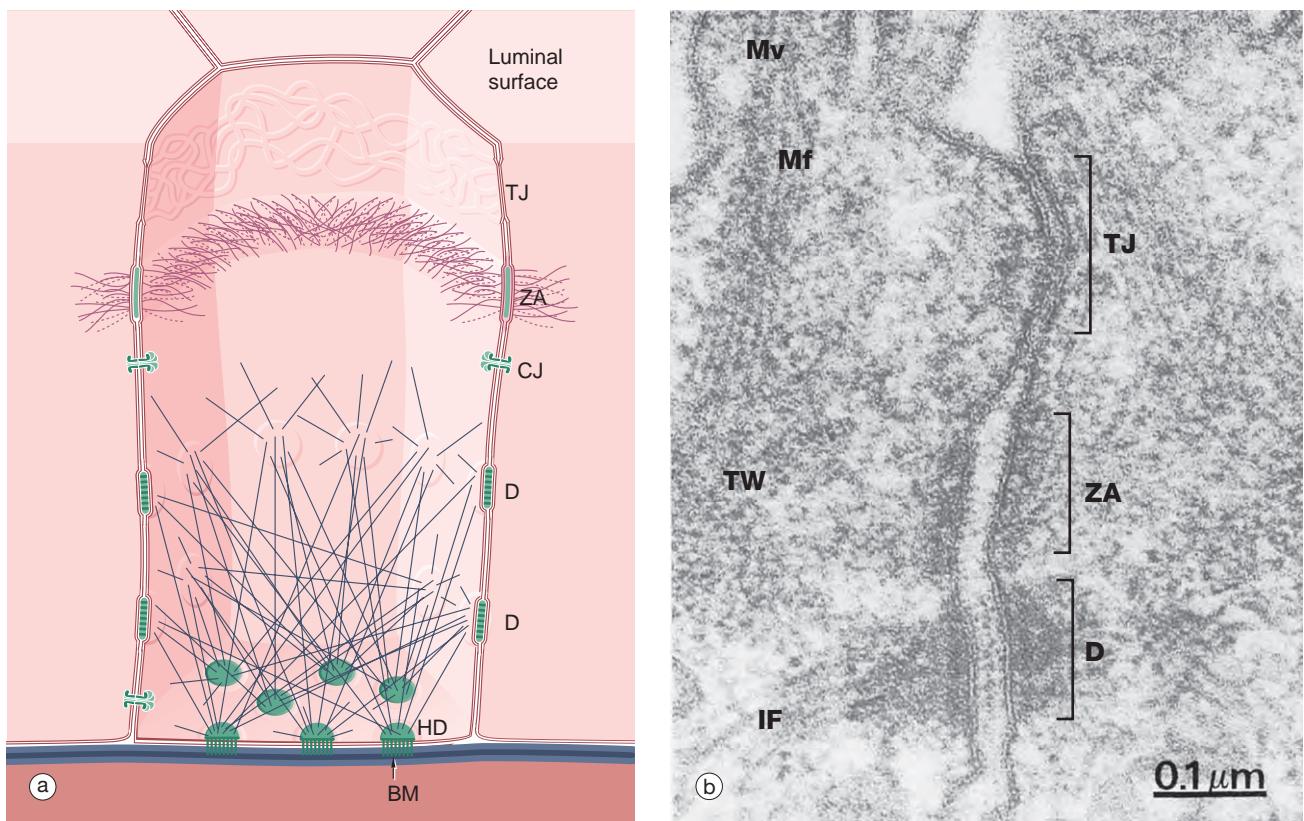 Luminal
surface
TJ
ZA
CJ
D
D
HD
BM
a
Mv
Mf
TJ
TW
ZA
D
IF
0.1 μm
b